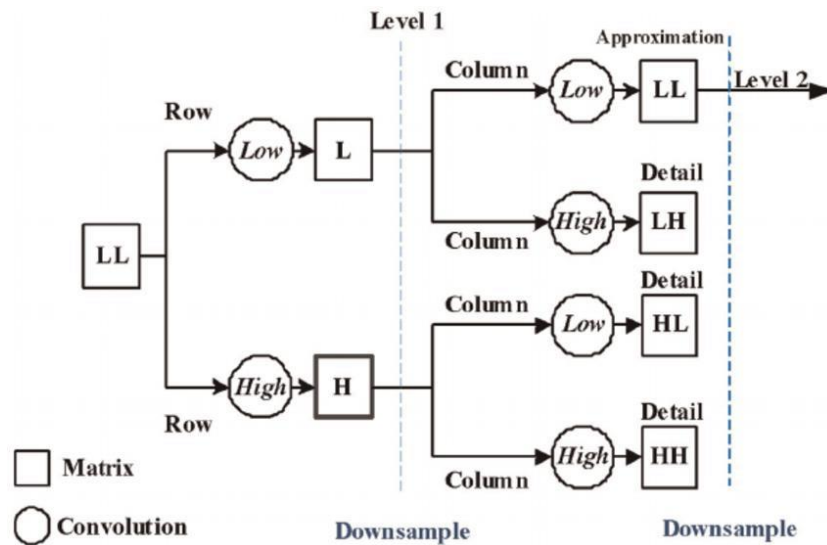 Level 1
Approximation
Column
Low
LL
Level 2
Row
Low
L
Detail
High
LH
Column
LL
Detail
Column
Low
HL
High
H
Row
Detail
High
HH
Column
Matrix
Convolution
Downsample
Downsample